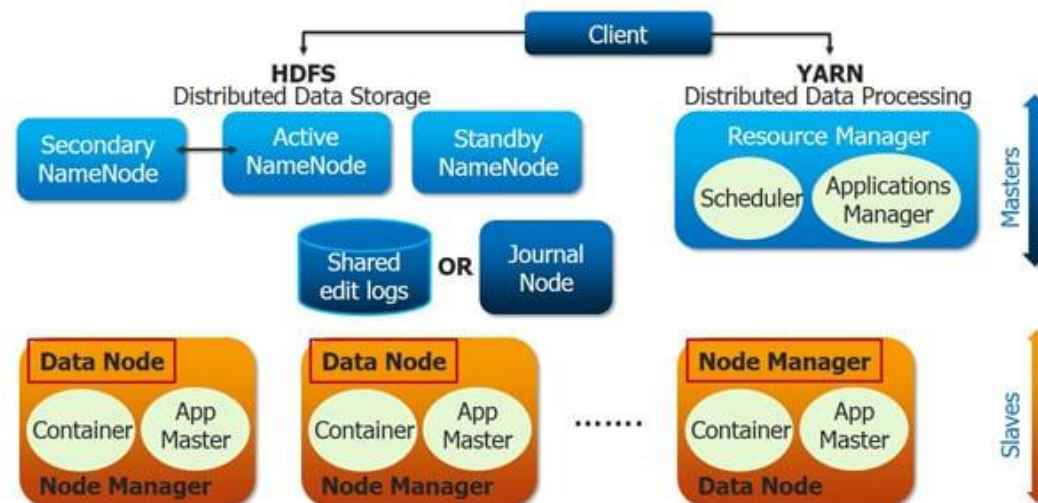 Client
HDFS
Distributed Data Storage
YARN
Distributed Data Processing
Secondary
NameNode
Active
NameNode
Standby
NameNode
Resource Manager
Scheduler
Applications
Manager
Masters
Shared
edit logs
OR
Journal
Node
Data Node
Container
App
Master
Node Manager
Data Node
Container
App
Master
Node Manager
.......
Node Manager
Container
App
Master
Data Node
Slaves